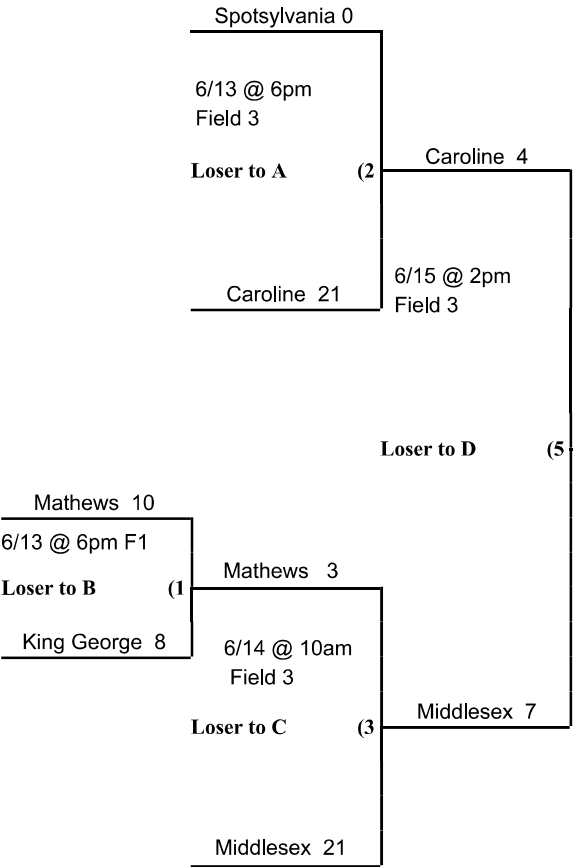 Spotsylvania 0
6/13 @ 6pm
Field 3
Loser to A (2
Caroline 4
Caroline 21
6/15 @ 2pm
Field 3
Loser to D (5
Mathews 10
6/13 @ 6pm F1
Loser to B (1
King George 8
Mathews 3
6/14 @ 10am
Field 3
Loser to C (3
Middlesex 7
Middlesex 21